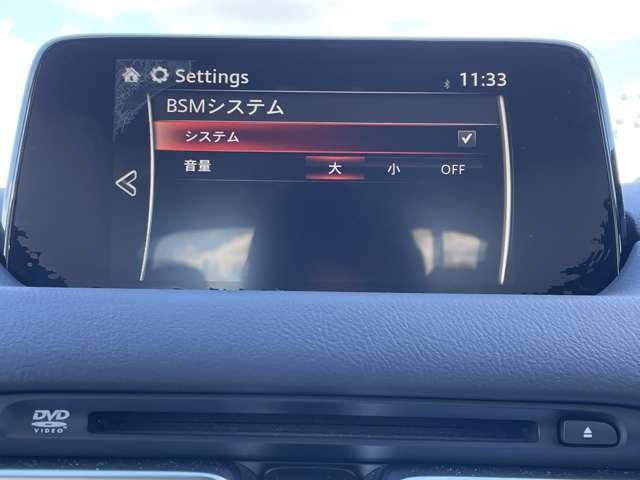 Settings 11:33
BSMシステム
システム
音量 大 小 OFF
DVD
VIDEO